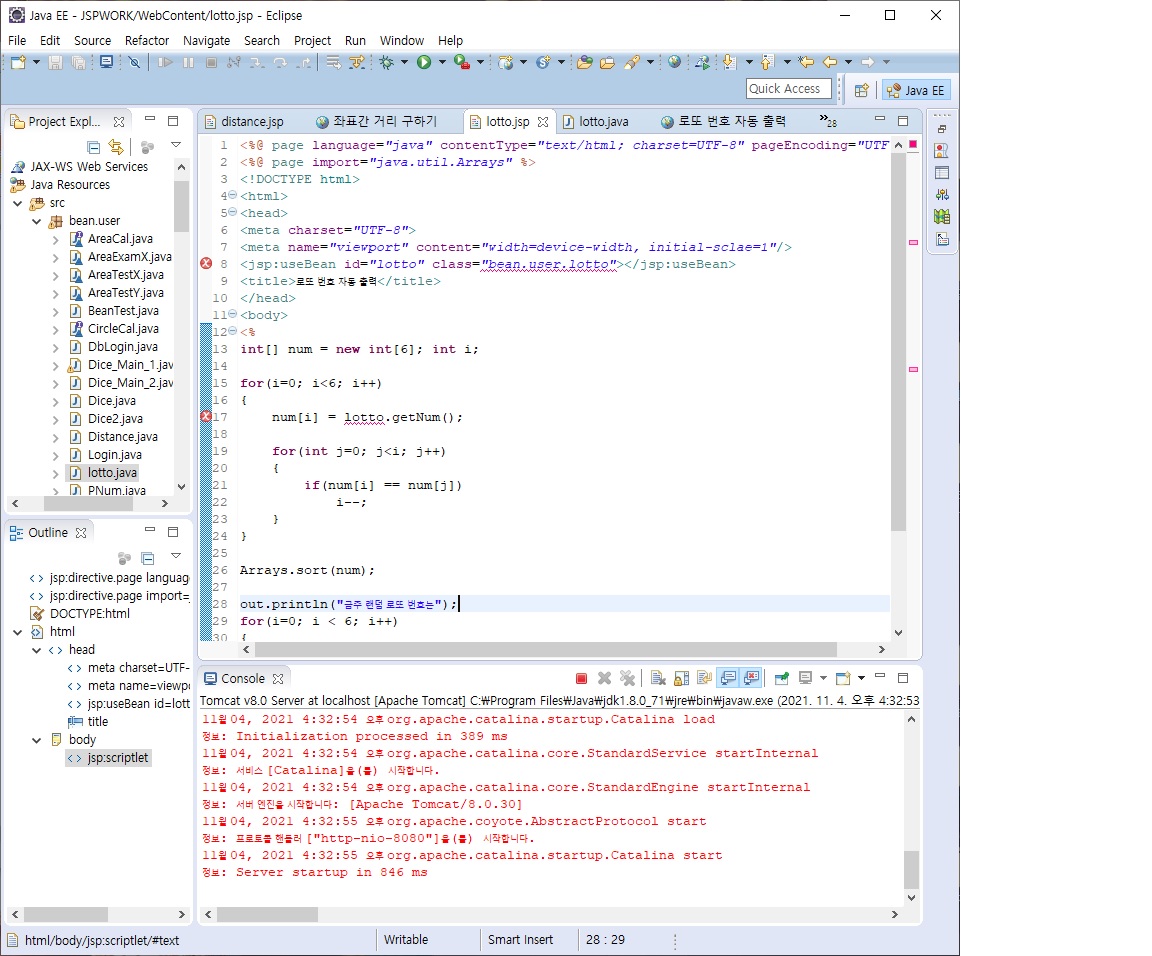 Java EE - JSPWORK/WebContent/lotto.jsp - Eclipse
File Edit Source Refactor Navigate Search Project Run Window Help
Quick Access
Java EE
Project Expl...
JAX-WS Web Services
Java Resources
src
bean.user
AreaCal.java
AreaExamX.java
AreaTestX.java
AreaTestY.java
BeanTest.java
CircleCal.java
DbLogin.java
Dice_Main_1.jav
Dice_Main_2.jav
Dice.java
Dice2.java
Distance.java
Login.java
lotto.java
PNum.java
Outline
jsp:directive.page languag
jsp:directive.page import=
DOCTYPE:html
html
head
meta charset=UTF-
meta name=viewp
jsp:useBean id=lott
title
body
jsp:scriptlet
distance.jsp 좌표간 거리 구하기 lotto.jsp lotto.java 로또 번호 자동 출력 »28
1 <%@ page language="java" contentType="text/html; charset=UTF-8" pageEncoding="UTF
2 <%@ page import="java.util.Arrays" %>
3 <!DOCTYPE html>
4 <html>
5 <head>
6 <meta charset="UTF-8">
7 <meta name="viewport" content="width=device-width, initial-sclae=1"/>
8 <jsp:useBean id="lotto" class="bean.user.lotto"></jsp:useBean>
9 <title>로또 번호 자동 출력</title>
10 </head>
11 <body>
12 <%
13 int[] num = new int[6]; int i;
14
15 for(i=0; i<6; i++)
16 {
17 num[i] = lotto.getNum();
18
19 for(int j=0; j<i; j++)
20 {
21 if(num[i] == num[j])
22 i--;
23 }
24 }
25
26 Arrays.sort(num);
27
28 out.println("금주 랜덤 로또 번호는");
29 for(i=0; i < 6; i++)
30 {
Console
Tomcat v8.0 Server at localhost [Apache Tomcat] C:₩Program Files₩Java₩jdk1.8.0_71₩jre₩bin₩javaw.exe (2021. 11. 4. 오후 4:32:53
11월 04, 2021 4:32:54 오후 org.apache.catalina.startup.Catalina load
정보: Initialization processed in 389 ms
11월 04, 2021 4:32:54 오후 org.apache.catalina.core.StandardService startInternal
정보: 서비스 [Catalina]을(를) 시작합니다.
11월 04, 2021 4:32:54 오후 org.apache.catalina.core.StandardEngine startInternal
정보: 서버 엔진을 시작합니다: [Apache Tomcat/8.0.30]
11월 04, 2021 4:32:55 오후 org.apache.coyote.AbstractProtocol start
정보: 프로토콜 핸들러 ["http-nio-8080"]을(를) 시작합니다.
11월 04, 2021 4:32:55 오후 org.apache.catalina.startup.Catalina start
정보: Server startup in 846 ms
html/body/jsp:scriptlet/#text Writable Smart Insert 28 : 29